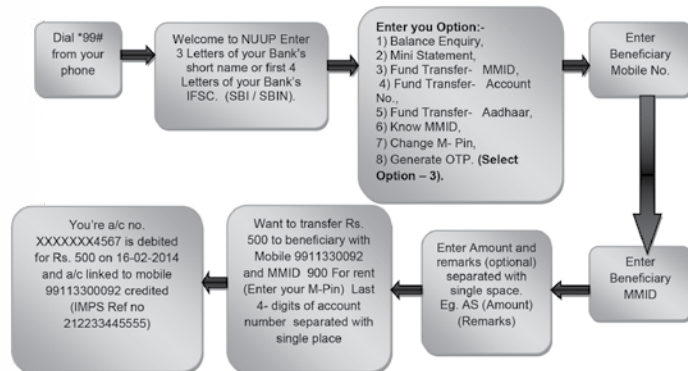 Dial *99#
from your
phone
Welcome to NUUP Enter
3 Letters of your Bank's
short name or first 4
Letters of your Bank's
IFSC. (SBI / SBIN).
Enter you Option:-
1) Balance Enquiry,
2) Mini Statement,
3) Fund Transfer- MMID,
4) Fund Transfer- Account
No.,
5) Fund Transfer- Aadhaar,
6) Know MMID,
7) Change M- Pin,
8) Generate OTP. (Select
Option – 3).
Enter
Beneficiary
Mobile No.
Enter
Beneficiary
MMID
Enter Amount and
remarks (optional)
separated with
single space.
Eg. AS (Amount)
(Remarks)
Want to transfer Rs.
500 to beneficiary with
Mobile 9911330092
and MMID 900 For rent
(Enter your M-Pin) Last
4- digits of account
number separated with
single place
You're a/c no.
XXXXXXX4567 is debited
for Rs. 500 on 16-02-2014
and a/c linked to mobile
99113300092 credited
(IMPS Ref no
212233445555)